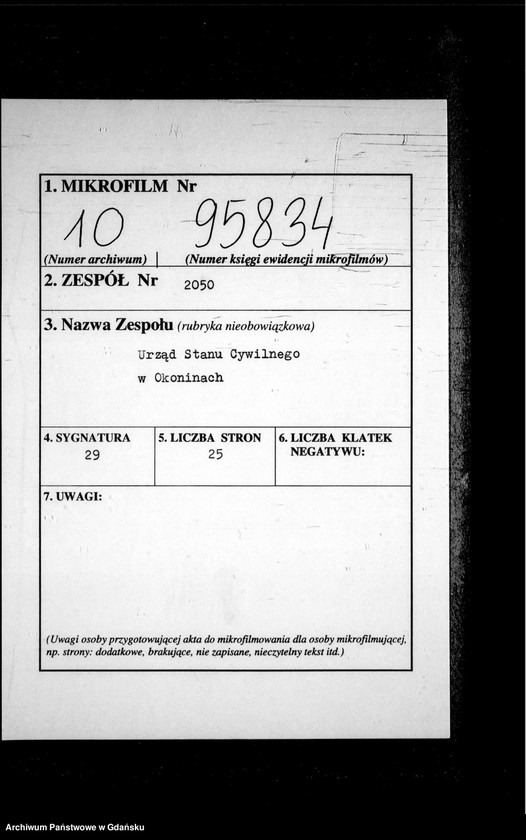 1. MIKROFILM Nr
10 95834
(Numer archiwum) (Numer księgi ewidencji mikrofilmów)
2. ZESPÓŁ Nr 2050
3. Nazwa Zespołu (rubryka nieobowiązkowa)
Urząd Stanu Cywilnego
w Okoninach
4. SYGNATURA 5. LICZBA STRON 6. LICZBA KLATEK
NEGATYWU:
29 25
7. UWAGI:
(Uwagi osoby przygotowującej akta do mikrofilmowania dla osoby mikrofilmującej,
np. strony: dodatkowe, brakujące, nie zapisane, nieczytelny tekst itd.)
Archiwum Państwowe w Gdańsku